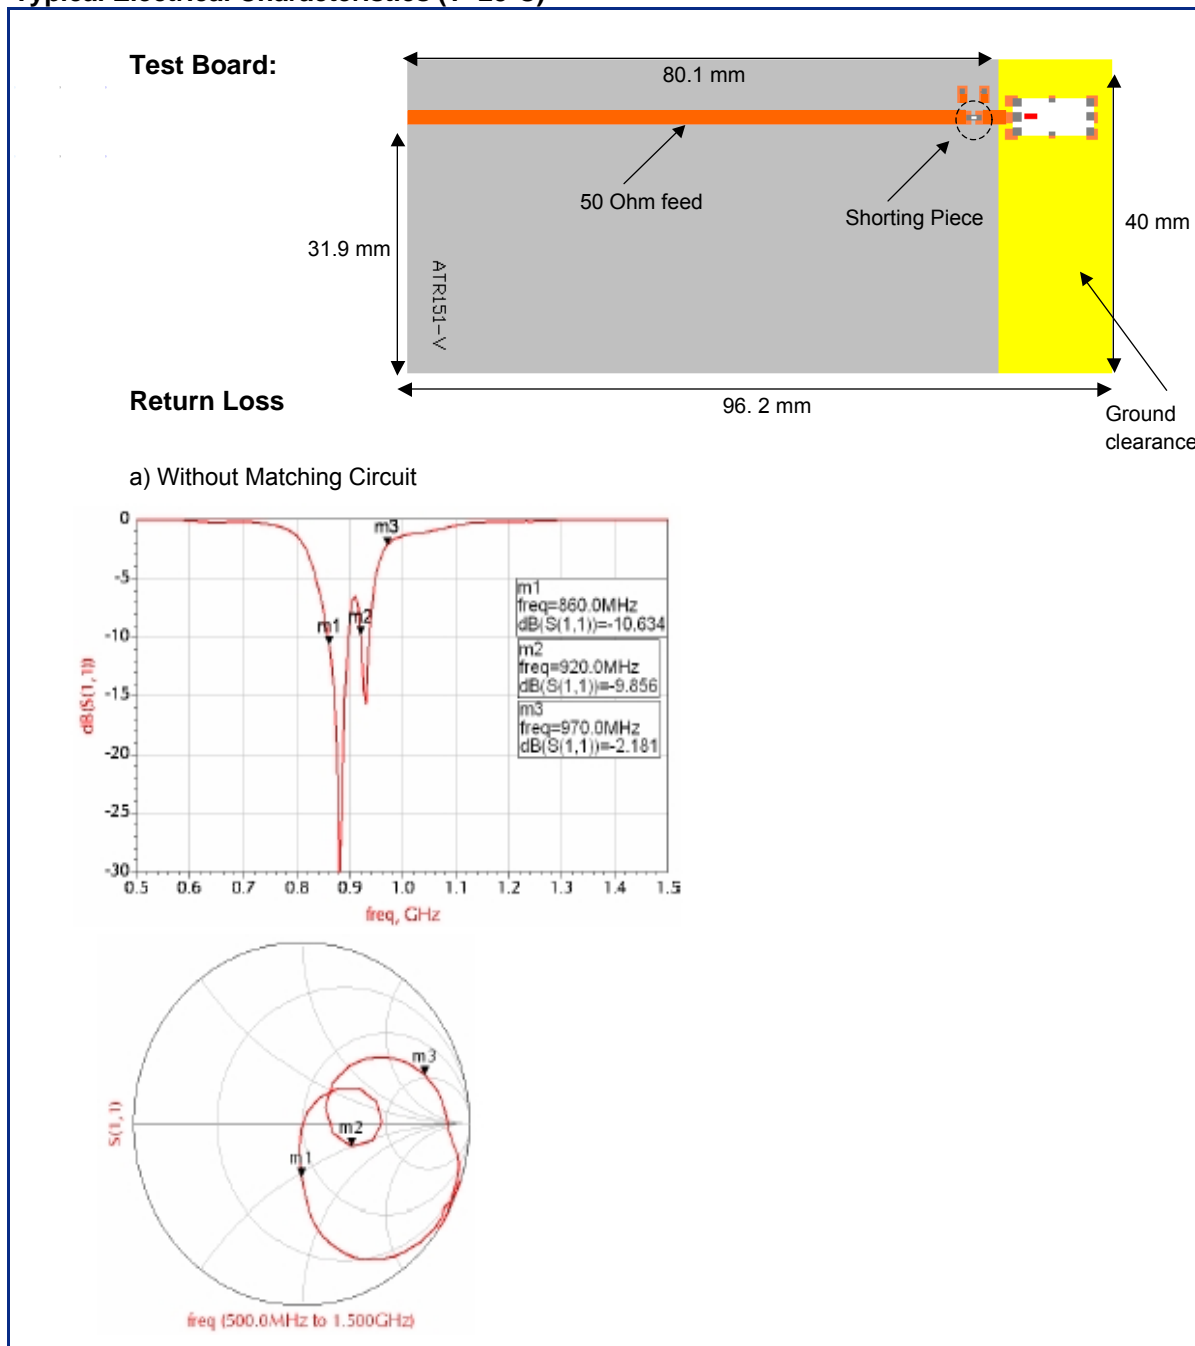 Typical Electrical Characteristics (T=25°C)
Test Board:
80.1 mm
50 Ohm feed
Shorting Piece
40 mm
31.9 mm
ATR151-V
96. 2 mm
Ground
clearance
Return Loss
a) Without Matching Circuit
m1
freq=860.0MHz
dB(S(1,1))=-10.634
m2
freq=920.0MHz
dB(S(1,1))=-9.856
m3
freq=970.0MHz
dB(S(1,1))=-2.181
m3
m1
m2
dB(S(1,1))
0
-5
-10
-15
-20
-25
-30
0.5 0.6 0.7 0.8 0.9 1.0 1.1 1.2 1.3 1.4 1.5
freq, GHz
m3
m2
m1
S(1,1)
freq (500.0MHz to 1.500GHz)